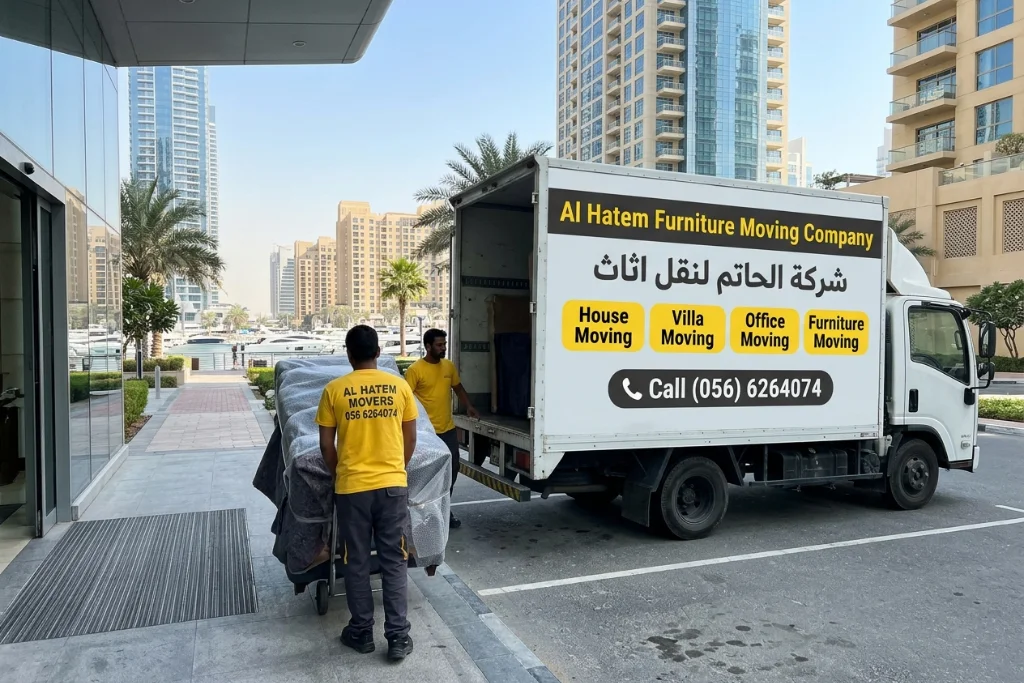 Al Hatem Furniture Moving Company
شركة الحاتم لنقل اثاث
House
Moving
Villa
Moving
Office
Moving
Furniture
Moving
Call (056) 6264074
AL HATEM
MOVERS
056 6264074